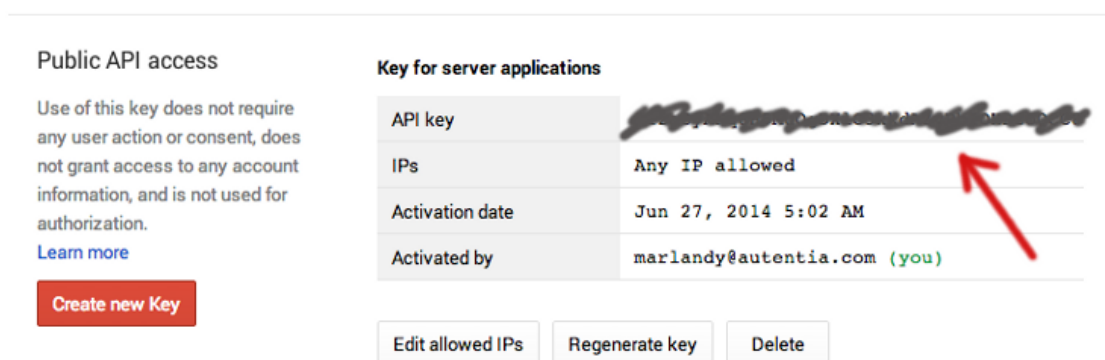 Public API access
Use of this key does not require
any user action or consent, does
not grant access to any account
information, and is not used for
authorization.
Learn more
Create new Key
Key for server applications
API key
IPs
Any IP allowed
Activation date
Jun 27, 2014 5:02 AM
Activated by
marlandy@autentia.com (you)
Edit allowed IPs
Regenerate key
Delete